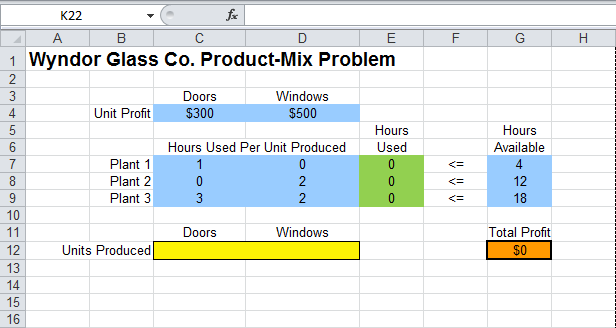 K22 fx
A B C D E F G H
1 Wyndor Glass Co. Product-Mix Problem
2
3 Doors Windows
4 Unit Profit $300 $500
5 Hours Hours
6 Hours Used Per Unit Produced Used Available
7 Plant 1 1 0 0 <= 4
8 Plant 2 0 2 0 <= 12
9 Plant 3 3 2 0 <= 18
10
11 Doors Windows Total Profit
12 Units Produced $0
13
14
15
16